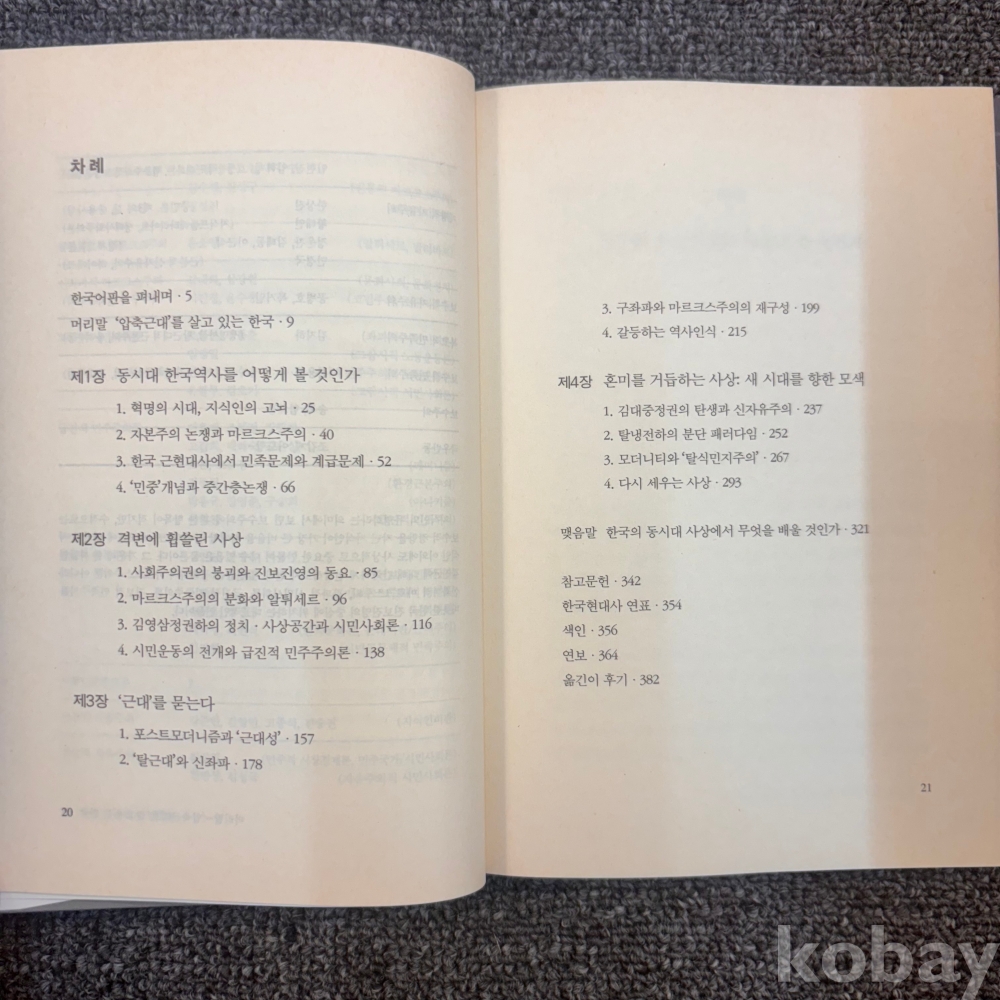 차례
한국어판을 펴내며 · 5
머리말 '압축근대'를 살고 있는 한국 · 9
제1장 동시대 한국역사를 어떻게 볼 것인가
1. 혁명의 시대, 지식인의 고뇌 · 25
2. 자본주의 논쟁과 마르크스주의 · 40
3. 한국 근현대사에서 민족문제와 계급문제 · 52
4. '민중'개념과 중간층논쟁 · 66
제2장 격변에 휩쓸린 사상
1. 사회주의권의 붕괴와 진보진영의 동요 · 85
2. 마르크스주의의 분화와 알튀세르 · 96
3. 김영삼정권하의 정치 · 사상공간과 시민사회론 · 116
4. 시민운동의 전개와 급진적 민주주의론 · 138
제3장 '근대'를 묻는다
1. 포스트모더니즘과 '근대성' · 157
2. '탈근대'와 신좌파 · 178
20
3. 구좌파와 마르크스주의의 재구성 · 199
4. 갈등하는 역사인식 · 215
제4장 혼미를 거듭하는 사상: 새 시대를 향한 모색
1. 김대중정권의 탄생과 신자유주의 · 237
2. 탈냉전하의 분단 패러다임 · 252
3. 모더니티와 '탈식민지주의' · 267
4. 다시 세우는 사상 · 293
맺음말 한국의 동시대 사상에서 무엇을 배울 것인가 · 321
참고문헌 · 342
한국현대사 연표 · 354
색인 · 356
연보 · 364
옮긴이 후기 · 382
21
kobay